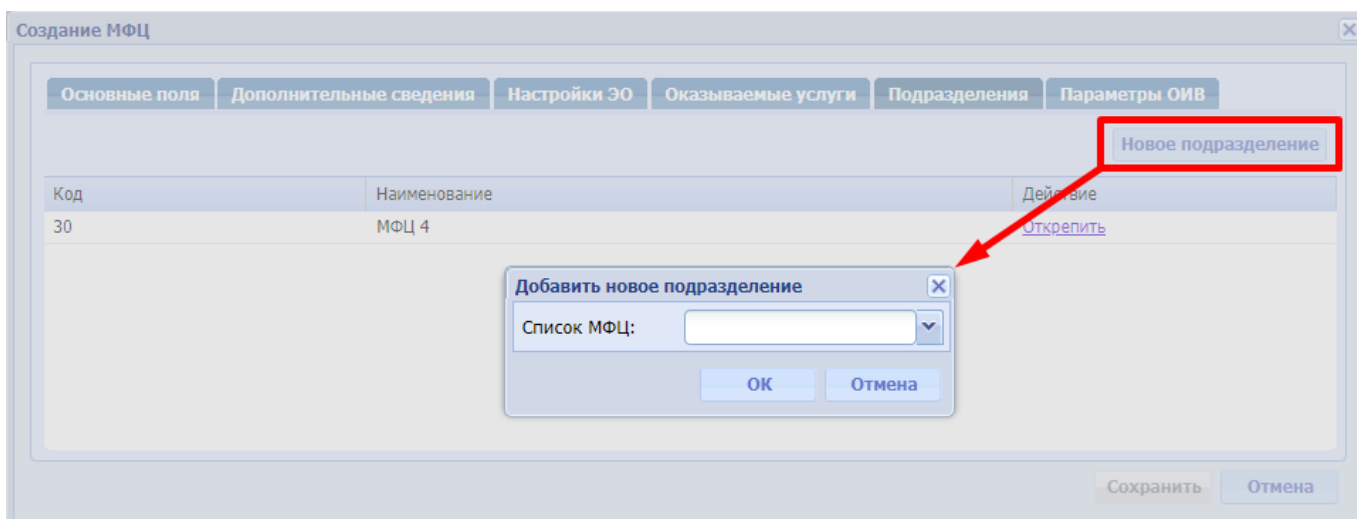 Создание МФЦ
Основные поля Дополнительные сведения Настройки ЭО Оказываемые услуги Подразделения Параметры ОИВ
Новое подразделение
Код Наименование Действие
30 МФЦ 4 Открепить
Добавить новое подразделение
Список МФЦ:
ОК Отмена
Сохранить Отмена